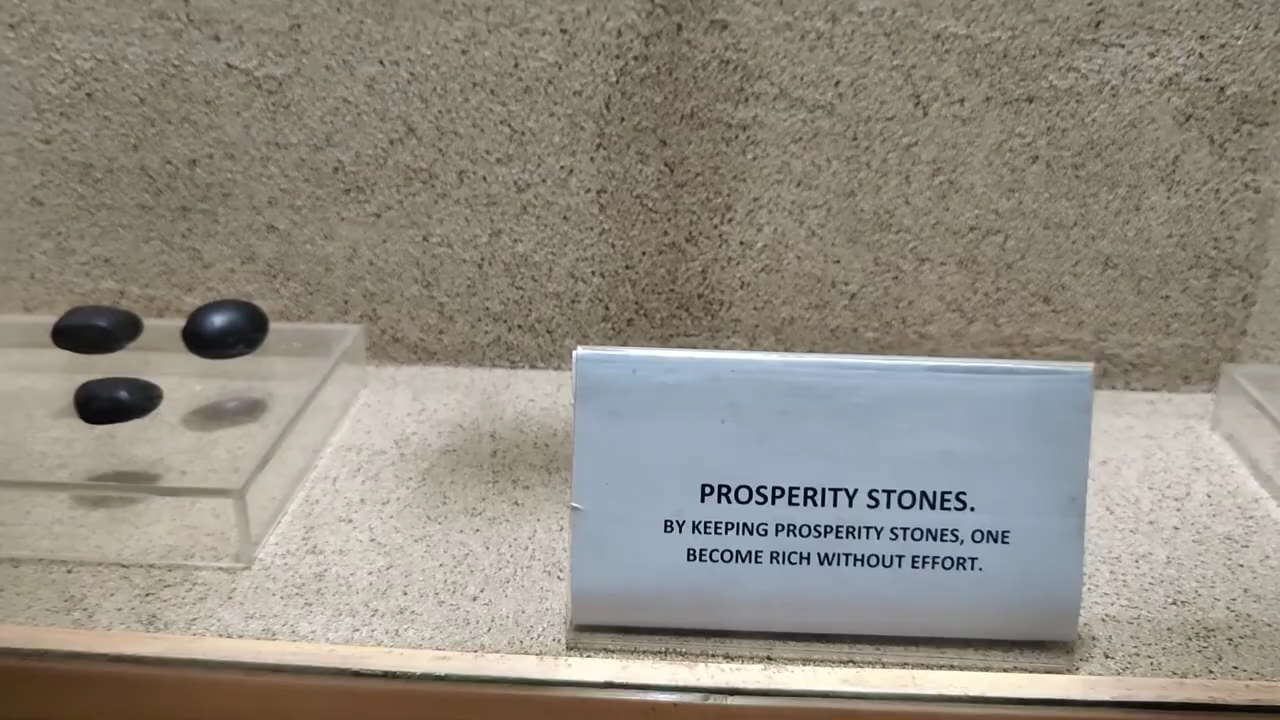 PROSPERITY STONES.
BY KEEPING PROSPERITY STONES, ONE
BECOME RICH WITHOUT EFFORT.